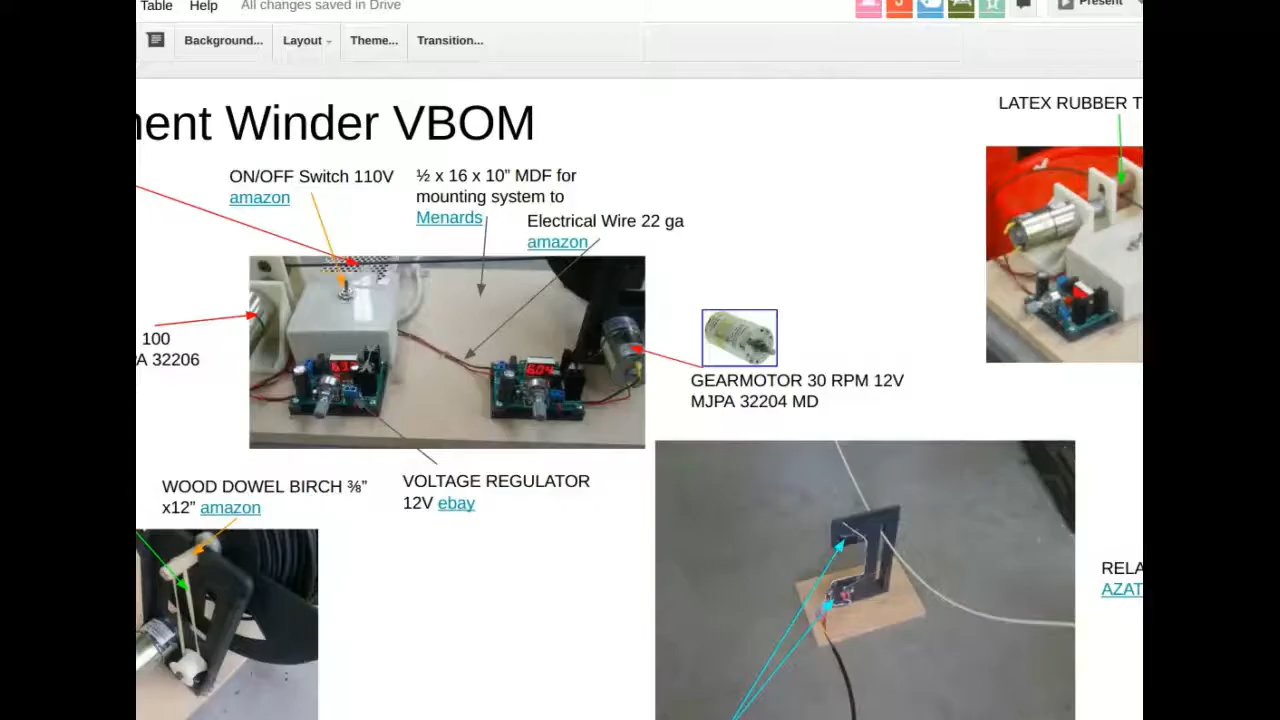 Table Help All changes saved in Drive Present
Background... Layout Theme... Transition...
LATEX RUBBER T
nent Winder VBOM
ON/OFF Switch 110V
amazon
½ x 16 x 10” MDF for
mounting system to
Menards
Electrical Wire 22 ga
amazon
100
PA 32206
GEARMOTOR 30 RPM 12V
MJPA 32204 MD
VOLTAGE REGULATOR
12V ebay
WOOD DOWEL BIRCH ⅜”
x12” amazon
RELA
AZAT